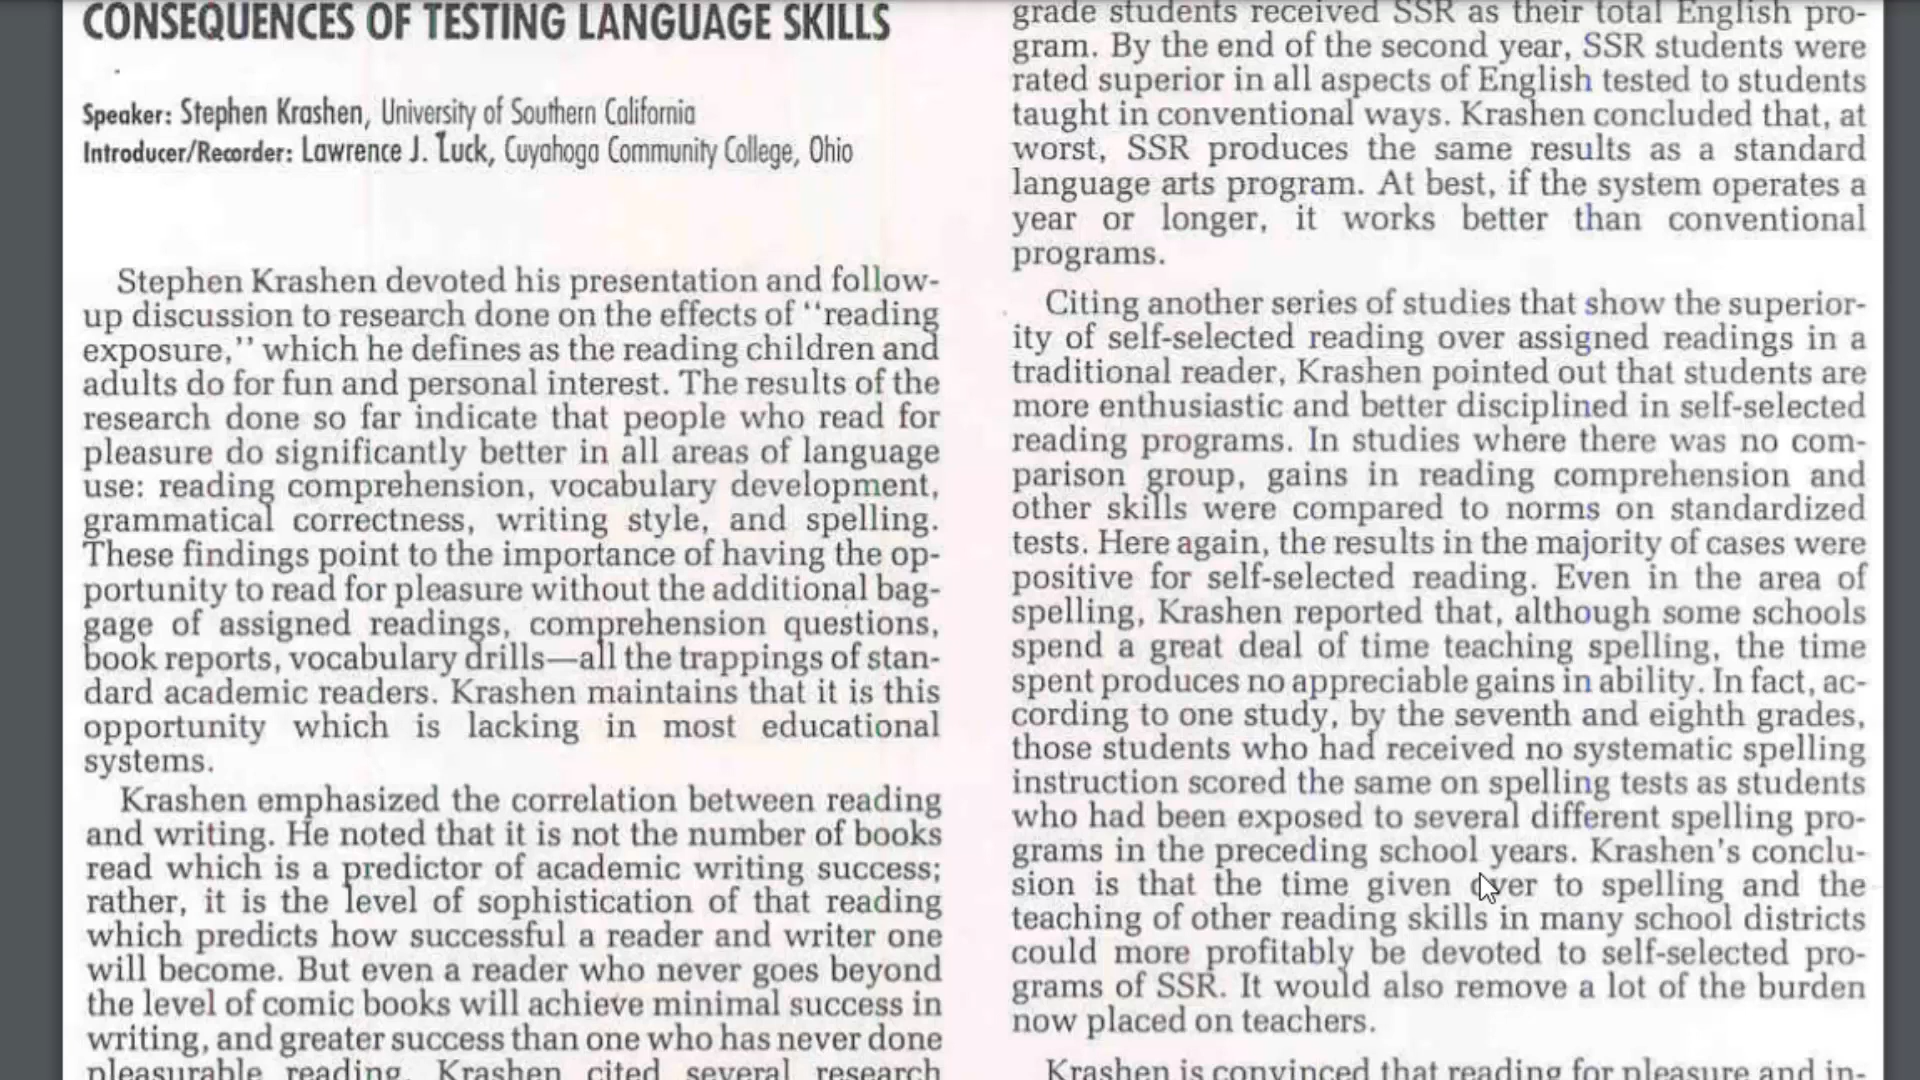 CONSEQUENCES OF TESTING LANGUAGE SKILLS
Speaker: Stephen Krashen, University of Southern California
Introducer/Recorder: Lawrence J. Tuck, Cuyahoga Community College, Ohio
Stephen Krashen devoted his presentation and follow-
up discussion to research done on the effects of "reading
exposure," which he defines as the reading children and
adults do for fun and personal interest. The results of the
research done so far indicate that people who read for
pleasure do significantly better in all areas of language
use: reading comprehension, vocabulary development,
grammatical correctness, writing style, and spelling.
These findings point to the importance of having the op-
portunity to read for pleasure without the additional bag-
gage of assigned readings, comprehension questions,
book reports, vocabulary drills—all the trappings of stan-
dard academic readers. Krashen maintains that it is this
opportunity which is lacking in most educational
systems.
Krashen emphasized the correlation between reading
and writing. He noted that it is not the number of books
read which is a predictor of academic writing success;
rather, it is the level of sophistication of that reading
which predicts how successful a reader and writer one
will become. But even a reader who never goes beyond
the level of comic books will achieve minimal success in
writing, and greater success than one who has never done
pleasurable reading. Krashen cited several research
grade students received SSR as their total English pro-
gram. By the end of the second year, SSR students were
rated superior in all aspects of English tested to students
taught in conventional ways. Krashen concluded that, at
worst, SSR produces the same results as a standard
language arts program. At best, if the system operates a
year or longer, it works better than conventional
programs.
Citing another series of studies that show the superior-
ity of self-selected reading over assigned readings in a
traditional reader, Krashen pointed out that students are
more enthusiastic and better disciplined in self-selected
reading programs. In studies where there was no com-
parison group, gains in reading comprehension and
other skills were compared to norms on standardized
tests. Here again, the results in the majority of cases were
positive for self-selected reading. Even in the area of
spelling, Krashen reported that, although some schools
spend a great deal of time teaching spelling, the time
spent produces no appreciable gains in ability. In fact, ac-
cording to one study, by the seventh and eighth grades,
those students who had received no systematic spelling
instruction scored the same on spelling tests as students
who had been exposed to several different spelling pro-
grams in the preceding school years. Krashen's conclu-
sion is that the time given over to spelling and the
teaching of other reading skills in many school districts
could more profitably be devoted to self-selected pro-
grams of SSR. It would also remove a lot of the burden
now placed on teachers.
Krashen is convinced that reading for pleasure and in-